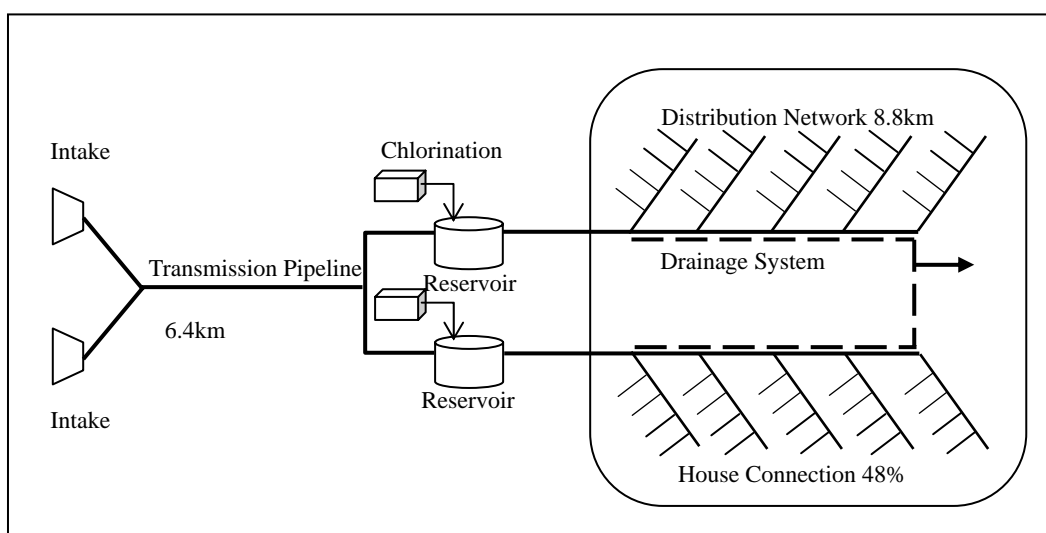 Intake
Transmission Pipeline
6.4km
Intake
Chlorination
Reservoir
Reservoir
Distribution Network 8.8km
Drainage System
House Connection 48%